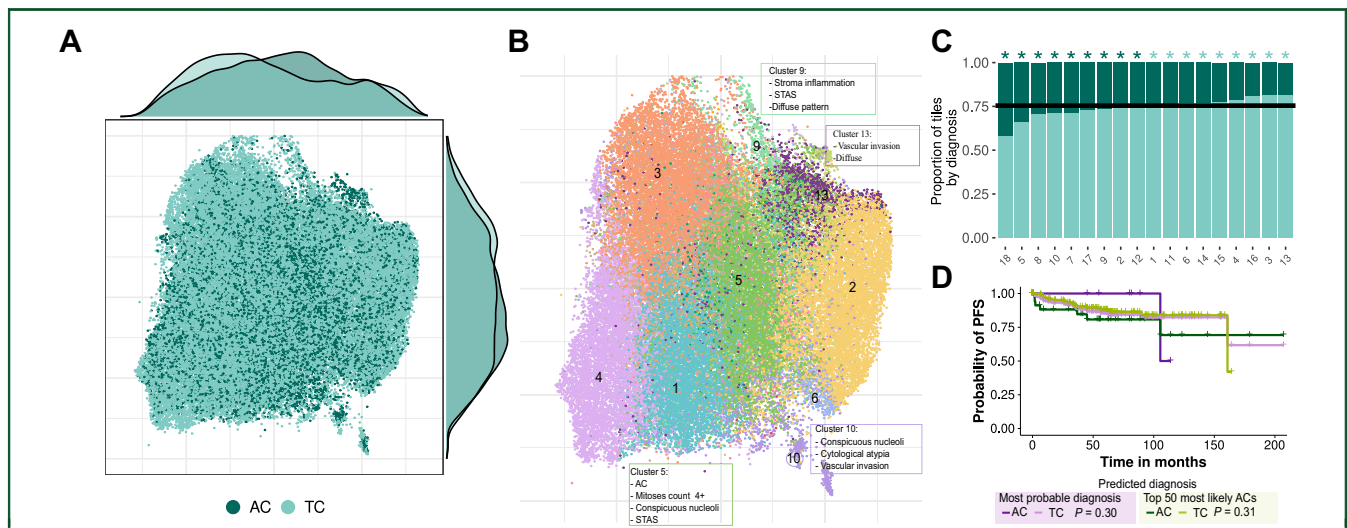 A
AC TC
B
Cluster 9:
- Stroma inflammation
- STAS
-Diffuse pattern
Cluster 13:
- Vascular invasion
-Diffuse
9
3
13
5
2
4
1
6
10
Cluster 10:
- Conspicuous nucleoli
- Cytological atypia
- Vascular invasion
Cluster 5:
- AC
- Mitoses count 4+
- Conspicuous nucleoli
- STAS
C
* * * * * * * * * * * * * * * * * *
Proportion of tiles
by diagnosis
1.00
0.75
0.50
0.25
0.00
18 5 8 10 7 17 9 2 12 1 11 6 14 15 4 16 3 13
D
Probability of PFS
1.00
0.75
0.50
0.25
0.00
0 50 100 150 200
Time in months
Predicted diagnosis
Most probable diagnosis
AC TC P = 0.30
Top 50 most likely ACs
AC TC P = 0.31